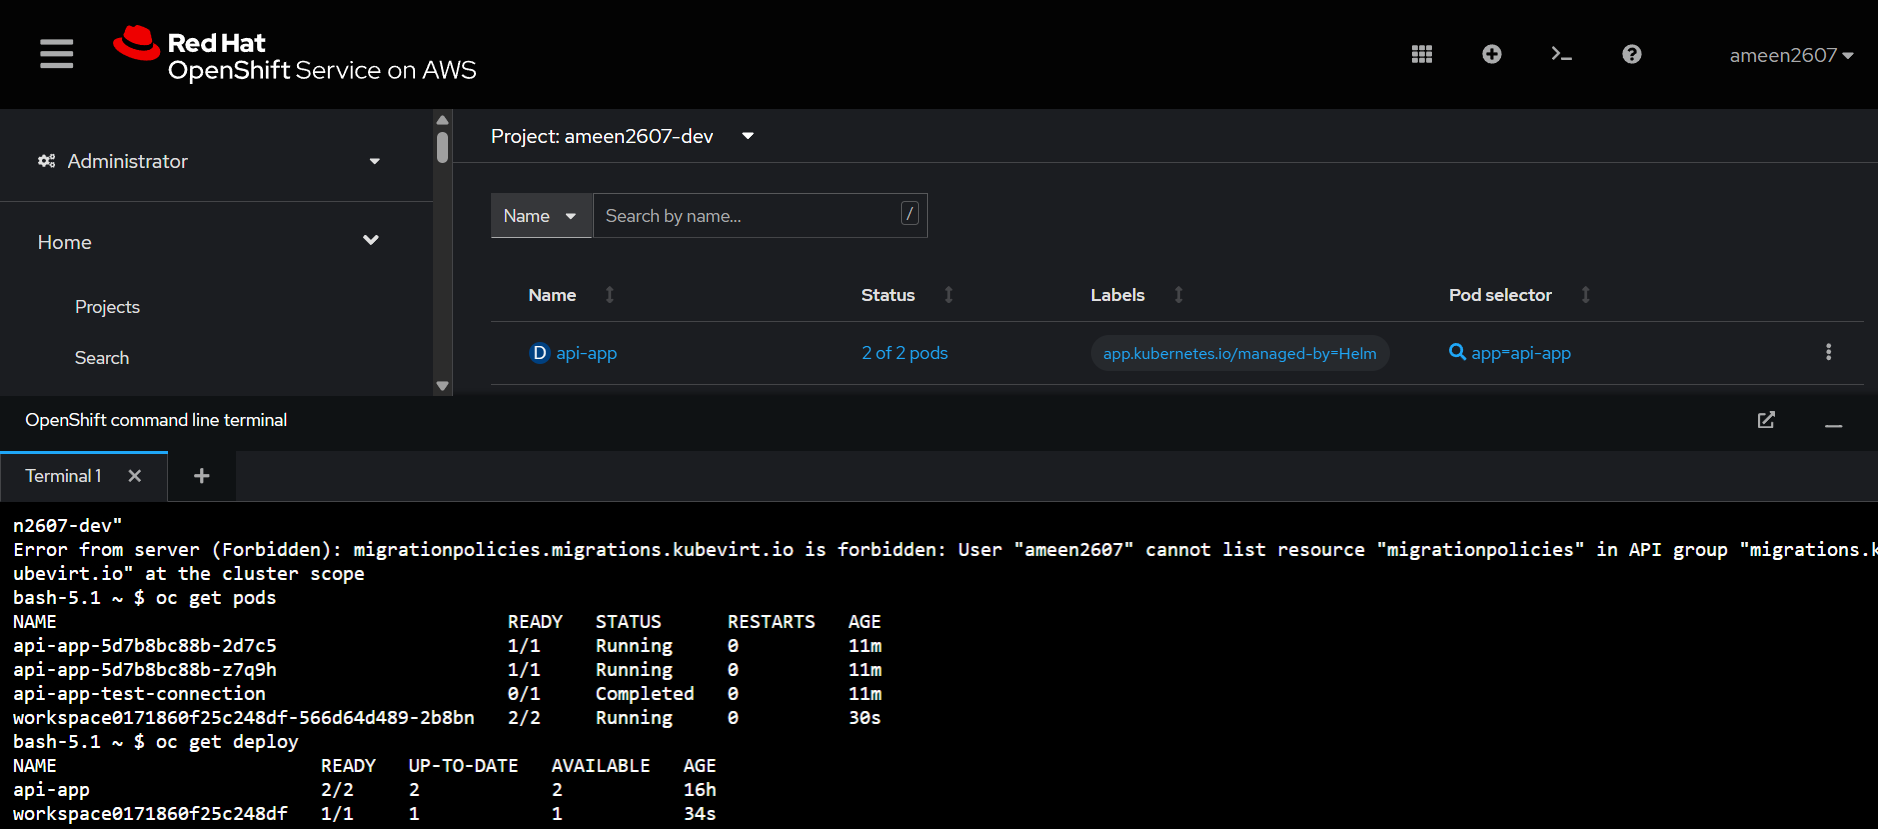 Red Hat
OpenShift Service on AWS
ameen2607
Administrator
Project: ameen2607-dev
Name
Search by name...
/
Home
Projects
Search
Name Status Labels Pod selector
D api-app 2 of 2 pods app.kubernetes.io/managed-by=Helm app=api-app
OpenShift command line terminal
Terminal 1
n2607-dev"
Error from server (Forbidden): migrationpolicies.migrations.kubevirt.io is forbidden: User "ameen2607" cannot list resource "migrationpolicies" in API group "migrations.k
ubevirt.io" at the cluster scope
bash-5.1 ~ $ oc get pods
NAME READY STATUS RESTARTS AGE
api-app-5d7b8bc88b-2d7c5 1/1 Running 0 11m
api-app-5d7b8bc88b-z7q9h 1/1 Running 0 11m
api-app-test-connection 0/1 Completed 0 11m
workspace0171860f25c248df-566d64d489-2b8bn 2/2 Running 0 30s
bash-5.1 ~ $ oc get deploy
NAME READY UP-TO-DATE AVAILABLE AGE
api-app 2/2 2 2 16h
workspace0171860f25c248df 1/1 1 1 34s